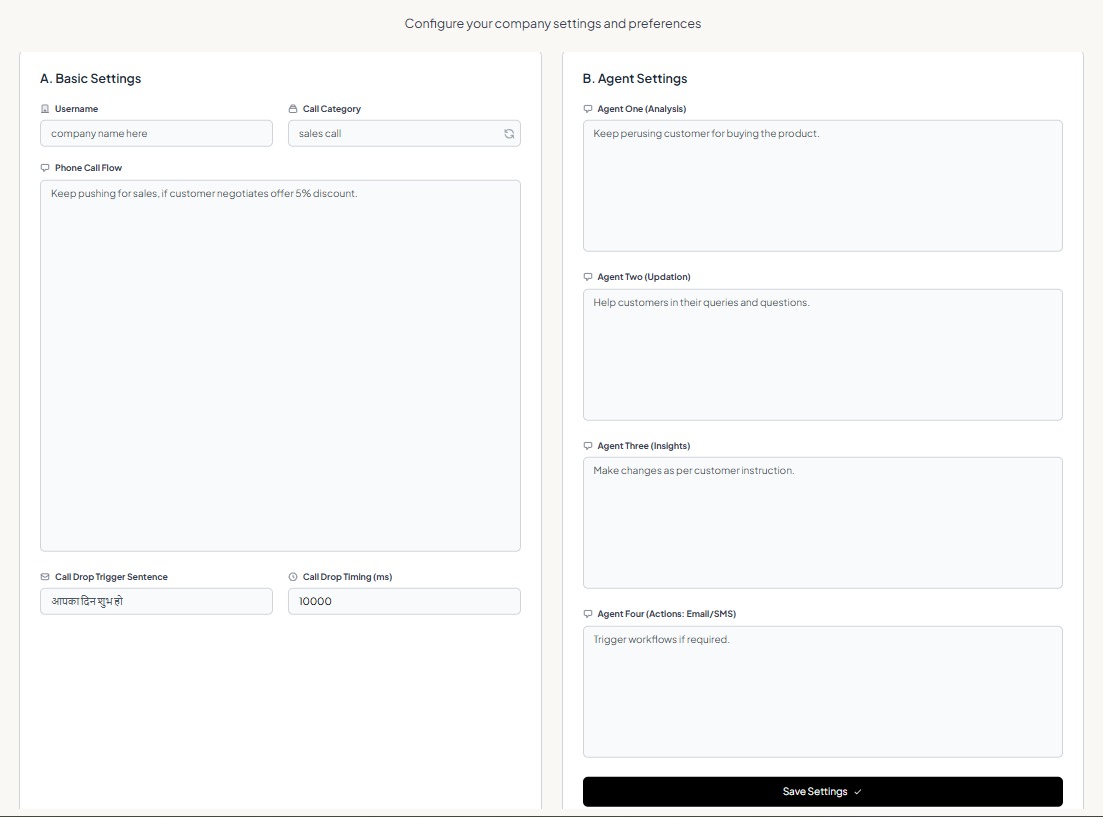 Configure your company settings and preferences
A. Basic Settings
Username
Call Category
company name here
sales call
Phone Call Flow
Keep pushing for sales, if customer negotiates offer 5% discount.
Call Drop Trigger Sentence
Call Drop Timing (ms)
आपका दिन शुभ हो
10000
B. Agent Settings
Agent One (Analysis)
Keep perusing customer for buying the product.
Agent Two (Updation)
Help customers in their queries and questions.
Agent Three (Insights)
Make changes as per customer instruction.
Agent Four (Actions: Email/SMS)
Trigger workflows if required.
Save Settings